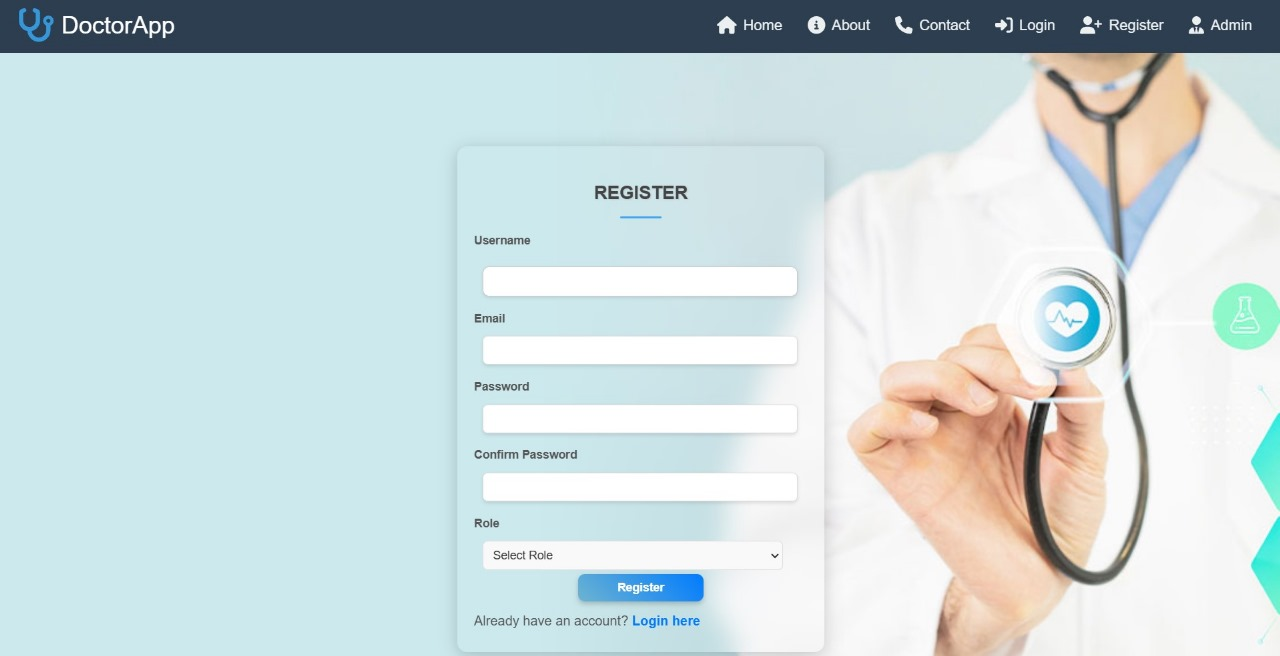 DoctorApp Home About Contact Login Register Admin
REGISTER
Username
Email
Password
Confirm Password
Role
Select Role
Register
Already have an account? Login here